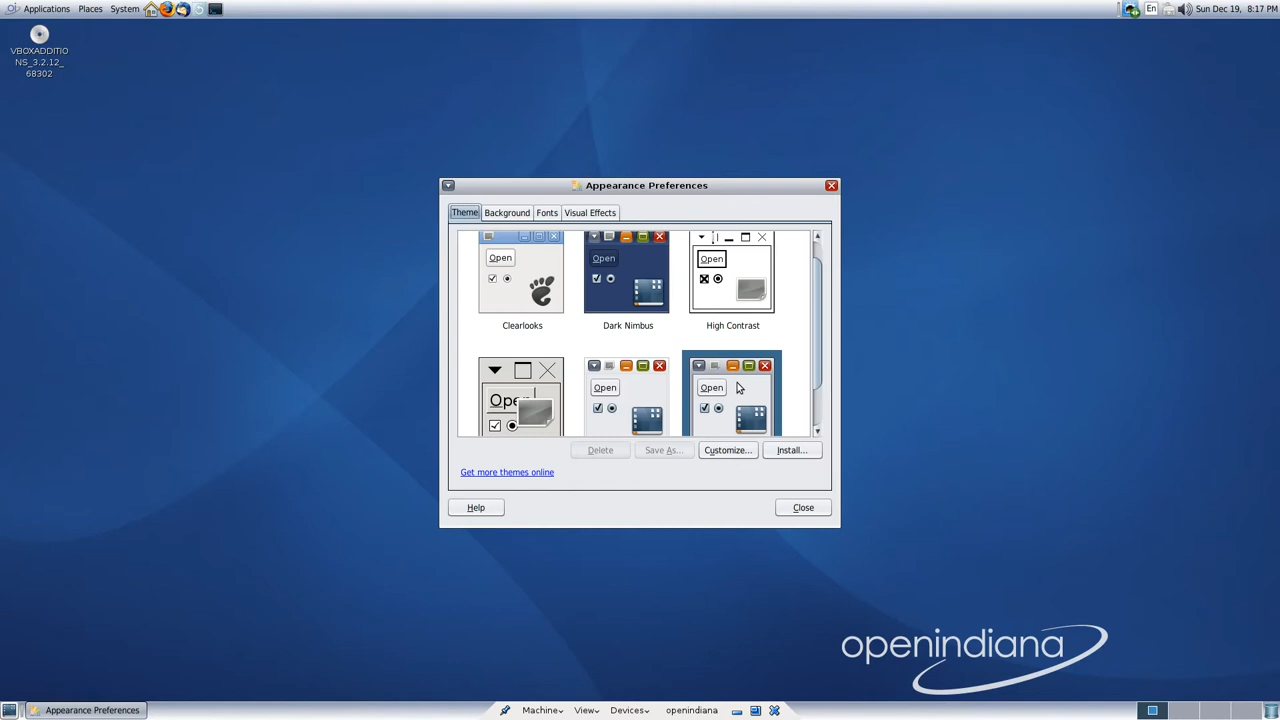 Applications Places System
En Sun Dec 19, 8:17 PM
VBOXADDITIO
NS_3.2.12_
68302
Appearance Preferences
Theme Background Fonts Visual Effects
Open Open Open
Clearlooks Dark Nimbus High Contrast
Open Open Open
Delete Save As... Customize... Install...
Get more themes online
Help Close
openindiana
Appearance Preferences Machine View Devices openindiana